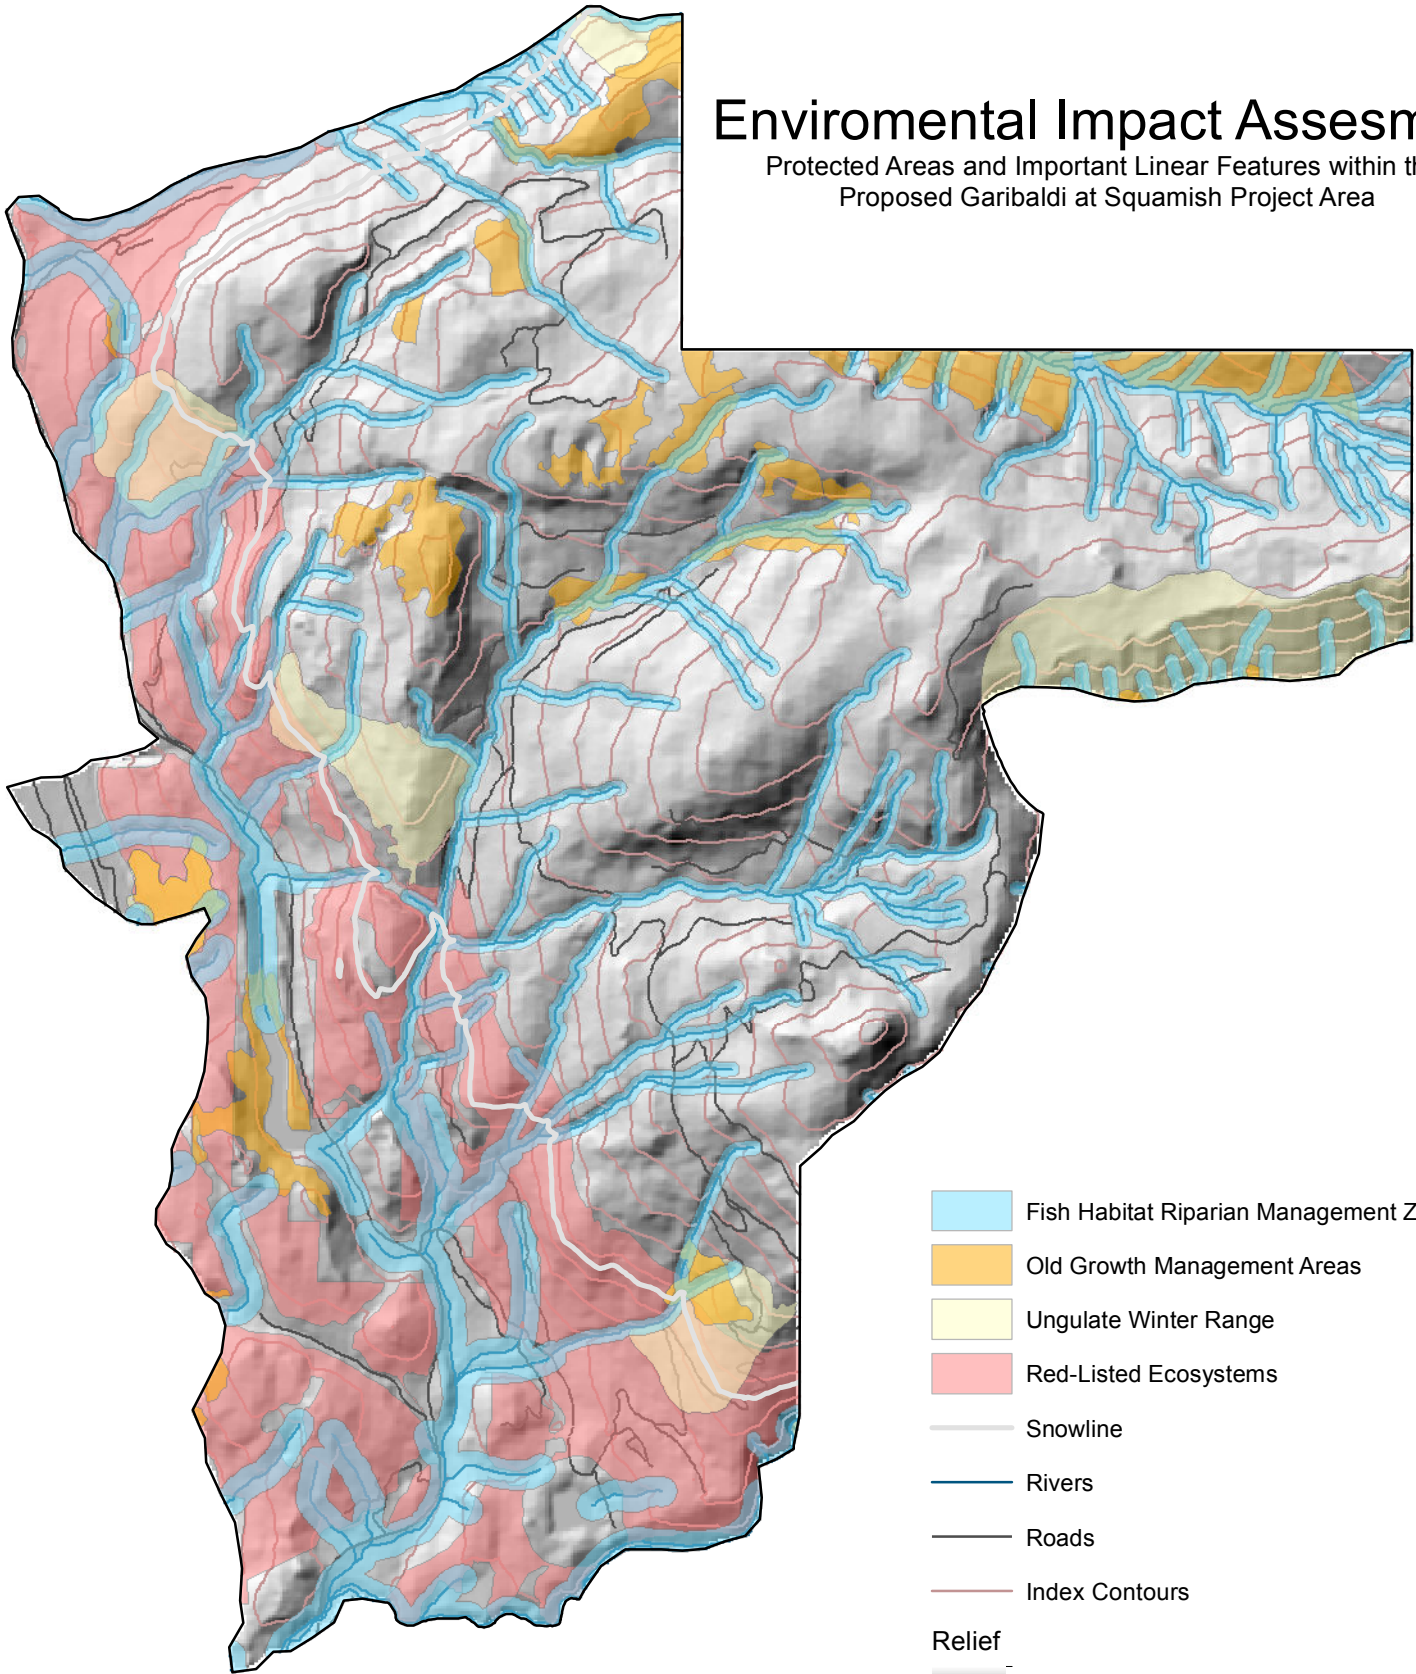 Enviromental Impact Assesm
Protected Areas and Important Linear Features within th
Proposed Garibaldi at Squamish Project Area
Fish Habitat Riparian Management Z
Old Growth Management Areas
Ungulate Winter Range
Red-Listed Ecosystems
Snowline
Rivers
Roads
Index Contours
Relief